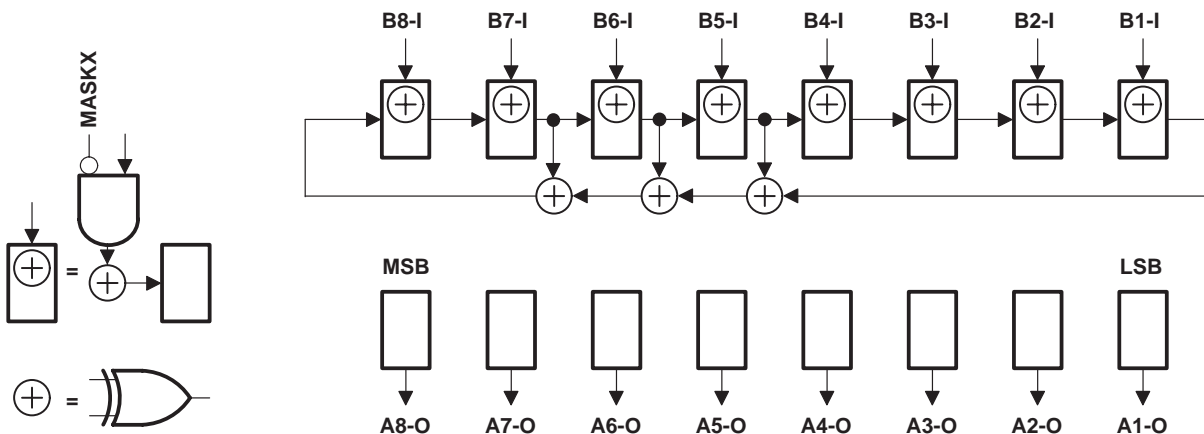 B8-I B7-I B6-I B5-I B4-I B3-I B2-I B1-I
MASKX
=
MSB LSB
=
A8-O A7-O A6-O A5-O A4-O A3-O A2-O A1-O